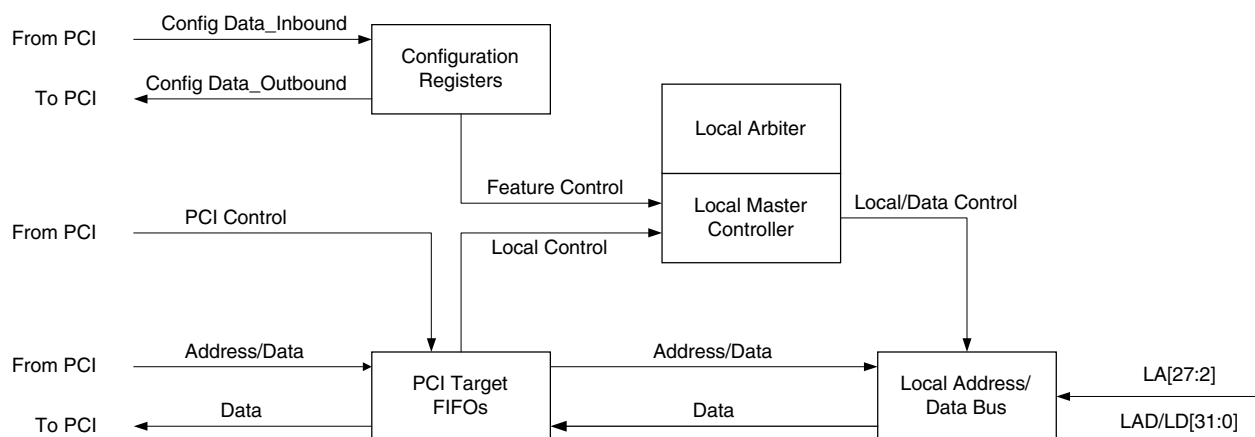 From PCI
Config Data_Inbound
Configuration
Registers
To PCI
Config Data_Outbound
Local Arbiter
Feature Control
Local Master
Controller
Local/Data Control
From PCI
PCI Control
Local Control
From PCI
Address/Data
PCI Target
FIFOs
Address/Data
Local Address/
Data Bus
LA[27:2]
To PCI
Data
Data
LAD/LD[31:0]